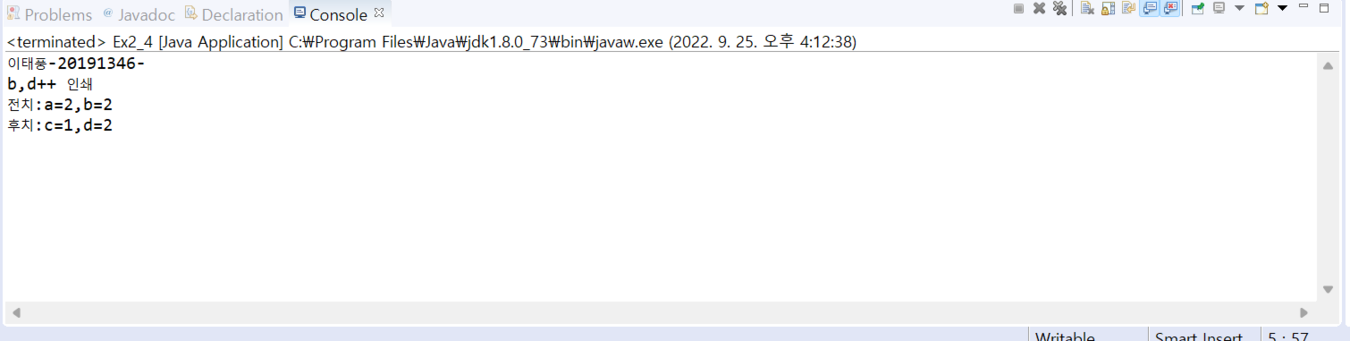 Problems @ Javadoc Declaration Console
<terminated> Ex2_4 [Java Application] C:₩Program Files₩Java₩jdk1.8.0_73₩bin₩javaw.exe (2022. 9. 25. 오후 4:12:38)
이태풍-20191346-
b,d++ 인쇄
전치:a=2,b=2
후치:c=1,d=2
Writable Smart Insert 5 : 57